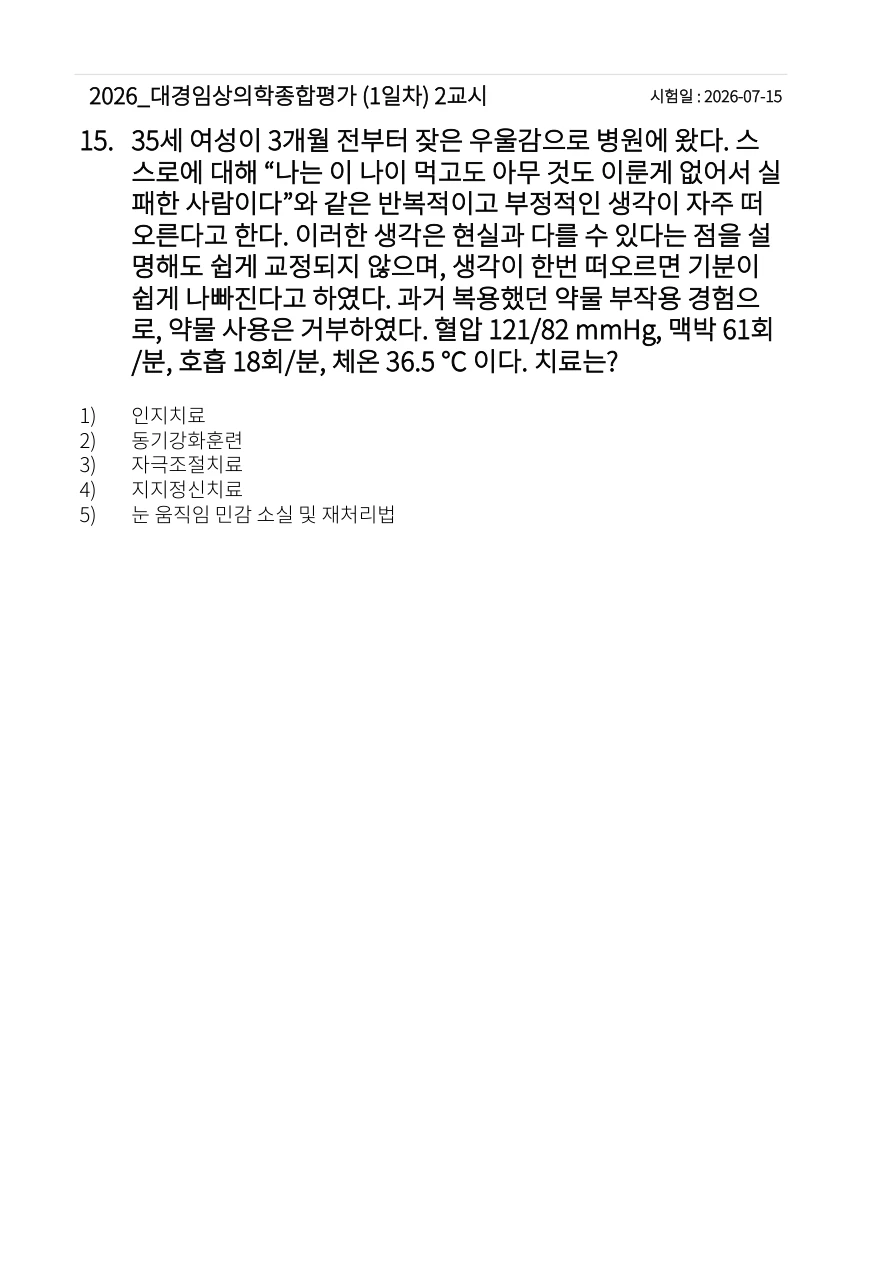 2026_대경임상의학종합평가 (1일차) 2교시 시험일 : 2026-07-15
15. 35세 여성이 3개월 전부터 잦은 우울감으로 병원에 왔다. 스
스로에 대해 “나는 이 나이 먹고도 아무 것도 이룬게 없어서 실
패한 사람이다”와 같은 반복적이고 부정적인 생각이 자주 떠
오른다고 한다. 이러한 생각은 현실과 다를 수 있다는 점을 설
명해도 쉽게 교정되지 않으며, 생각이 한번 떠오르면 기분이
쉽게 나빠진다고 하였다. 과거 복용했던 약물 부작용 경험으
로, 약물 사용은 거부하였다. 혈압 121/82 mmHg, 맥박 61회
/분, 호흡 18회/분, 체온 36.5 ℃ 이다. 치료는?
1) 인지치료
2) 동기강화훈련
3) 자극조절치료
4) 지지정신치료
5) 눈 움직임 민감 소실 및 재처리법